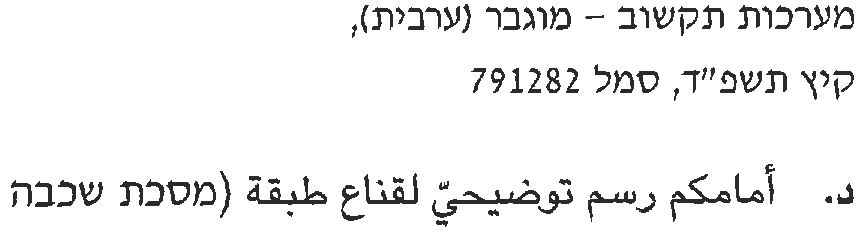 מערכות תקשוב – מוגבר (ערבית),
קיץ תשפ"ד, סמל 791282
د. أمامكم رسم توضيحيّ لقناع طبقة (מסכת שכבה